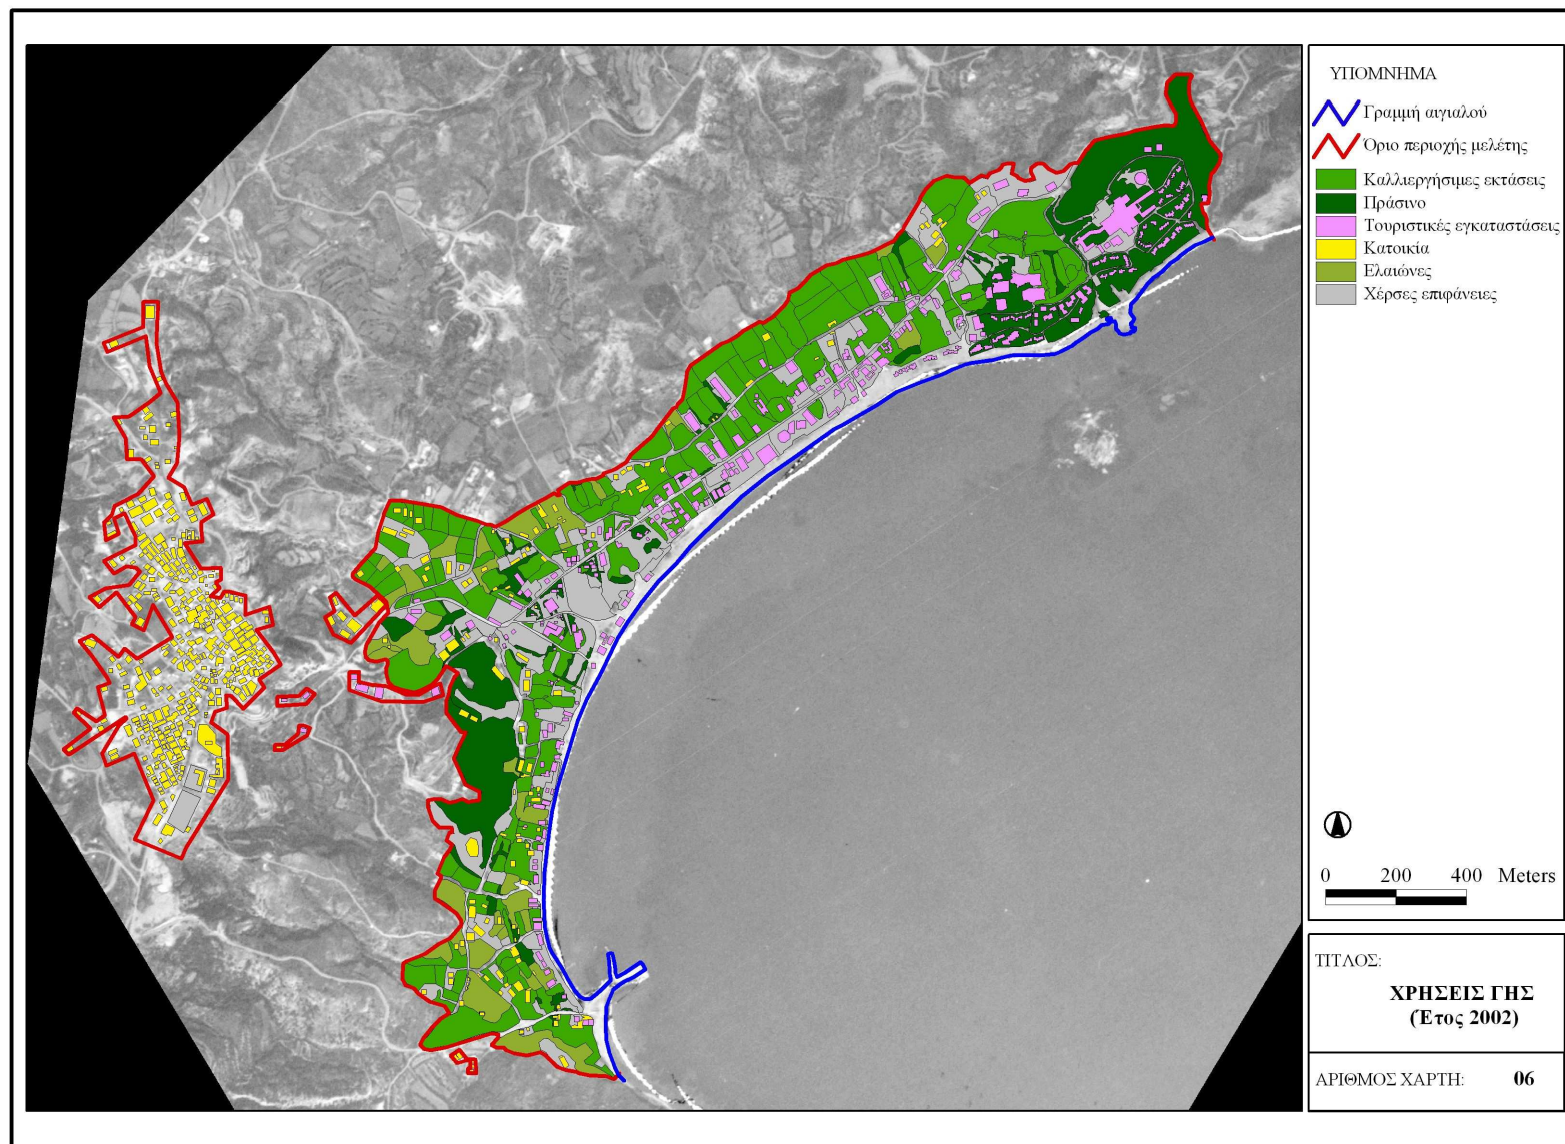 ΥΠΟΜΝΗΜΑ
Γραμμή αιγιαλού
Όριο περιοχής μελέτης
Καλλιεργήσιμες εκτάσεις
Πράσινο
Τουριστικές εγκαταστάσεις
Κατοικία
Ελαιώνες
Χέρσες επιφάνειες
0 200 400 Meters
ΤΙΤΛΟΣ:
ΧΡΗΣΕΙΣ ΓΗΣ
(Έτος 2002)
ΑΡΙΘΜΟΣ ΧΑΡΤΗ: 06